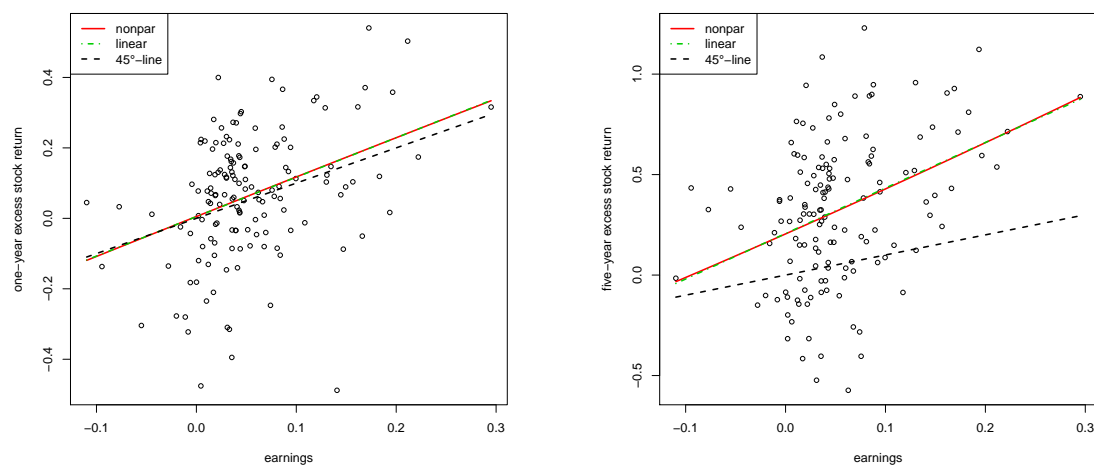 nonpar
linear
45°−line
one−year excess stock return
0.4
0.2
0.0
−0.2
−0.4
−0.1 0.0 0.1 0.2 0.3
earnings
nonpar
linear
45°−line
five−year excess stock return
1.0
0.5
0.0
−0.5
−0.1 0.0 0.1 0.2 0.3
earnings